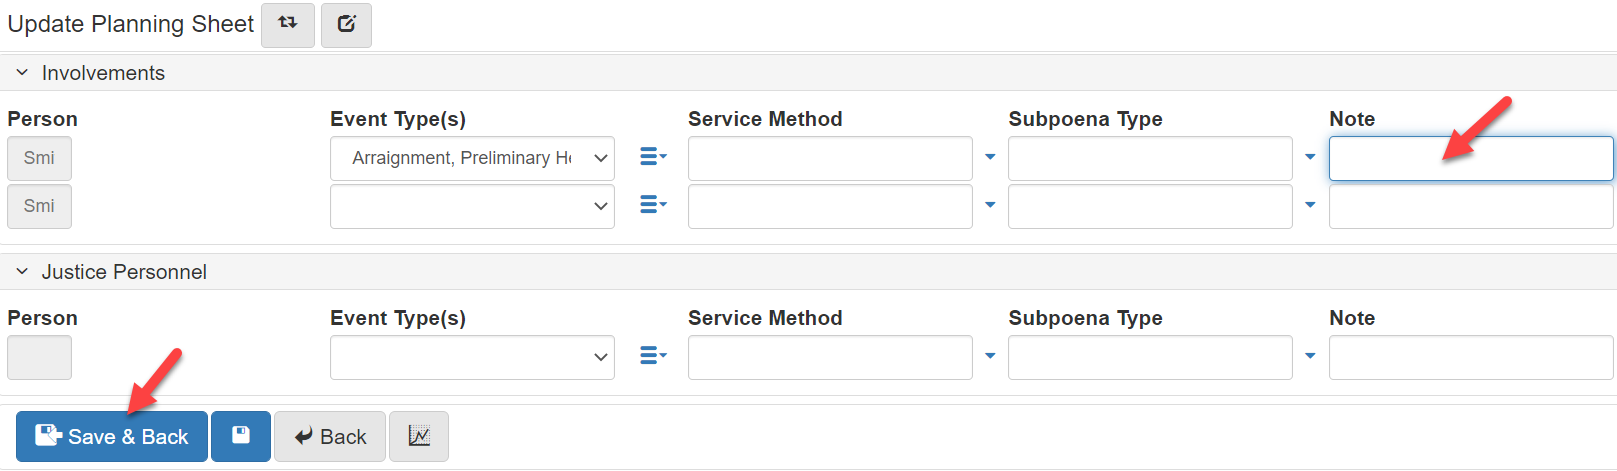 Update Planning Sheet
Involvements
Person Event Type(s) Service Method Subpoena Type Note
Smi Arraignment, Preliminary He
Smi
Justice Personnel
Person Event Type(s) Service Method Subpoena Type Note
Save & Back Back